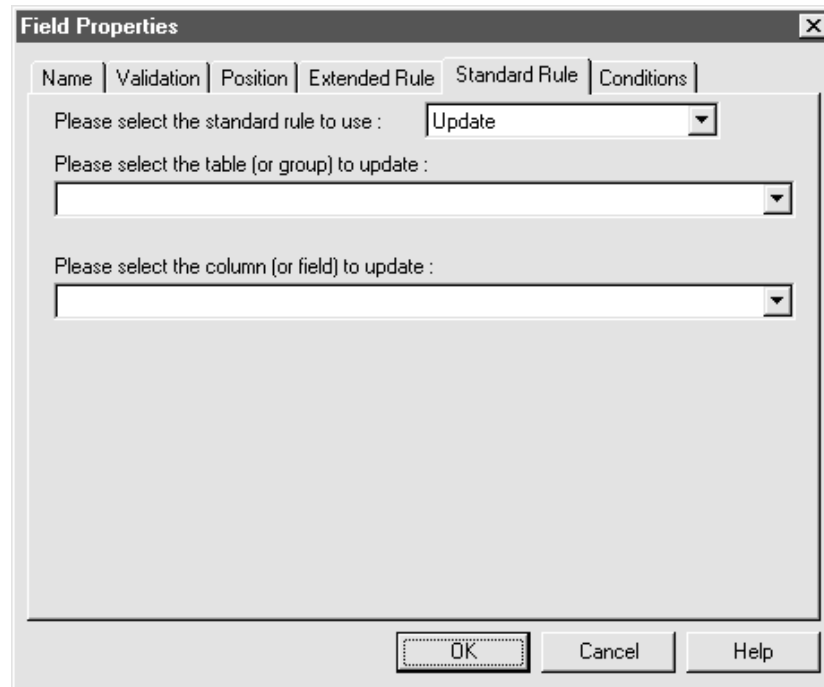 Field Properties
Name Validation Position Extended Rule Standard Rule Conditions
Please select the standard rule to use : Update
Please select the table (or group) to update :
Please select the column (or field) to update :
OK Cancel Help